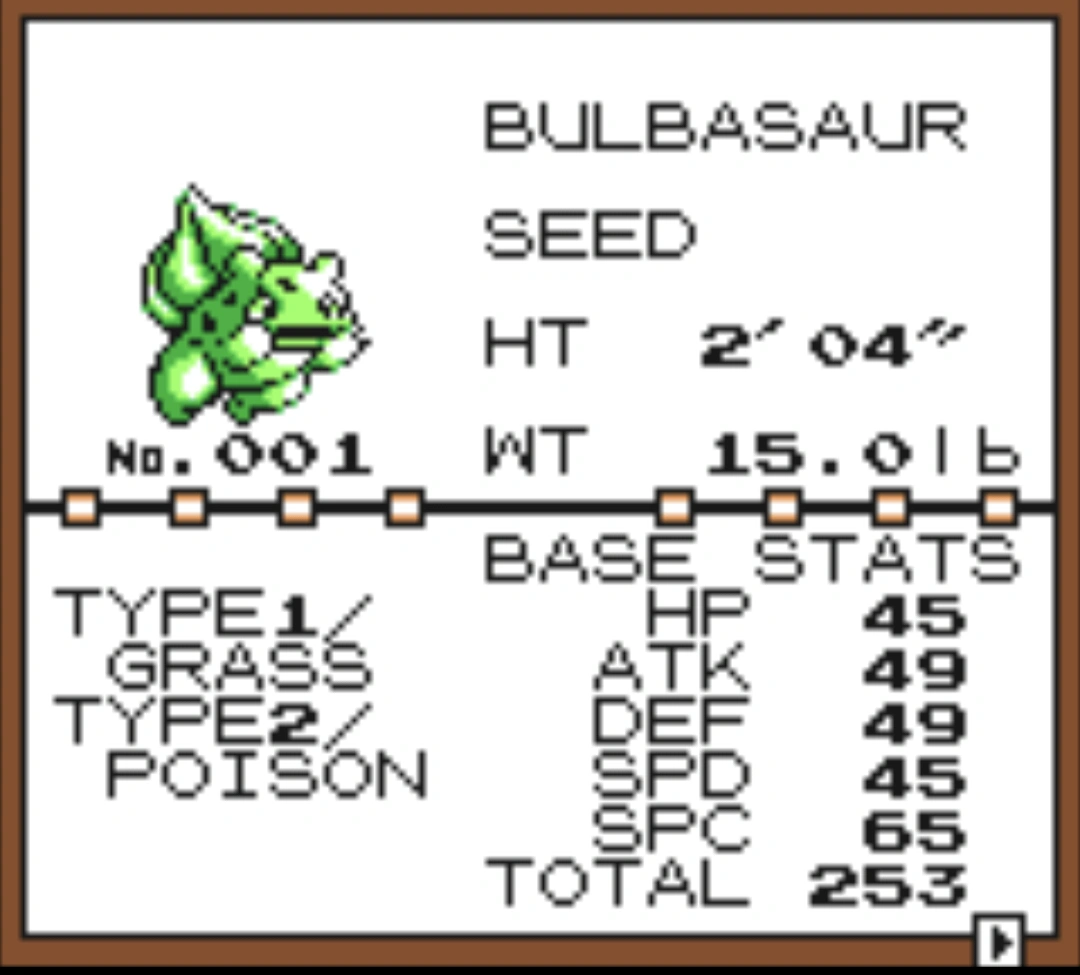 BULBASAUR
SEED
HT 2′04″
WT 15.0lb
No.001
BASE STATS
TYPE1/
GRASS
TYPE2/
POISON
HP 45
ATK 49
DEF 49
SPD 45
SPC 65
TOTAL 253